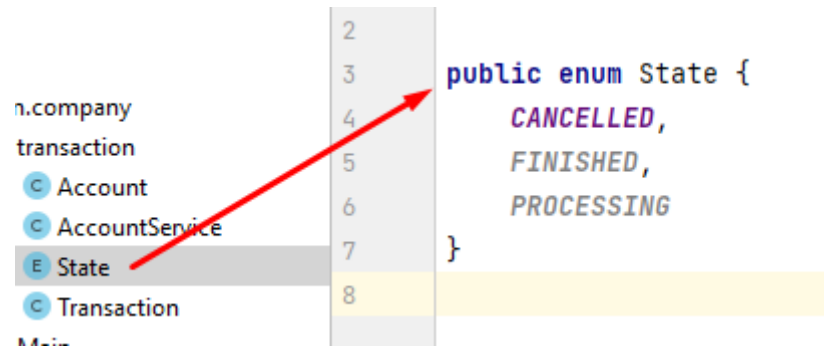 n.company
transaction
C Account
C AccountService
E State
C Transaction
Main
2
3 public enum State {
4 CANCELLED,
5 FINISHED,
6 PROCESSING
7 }
8